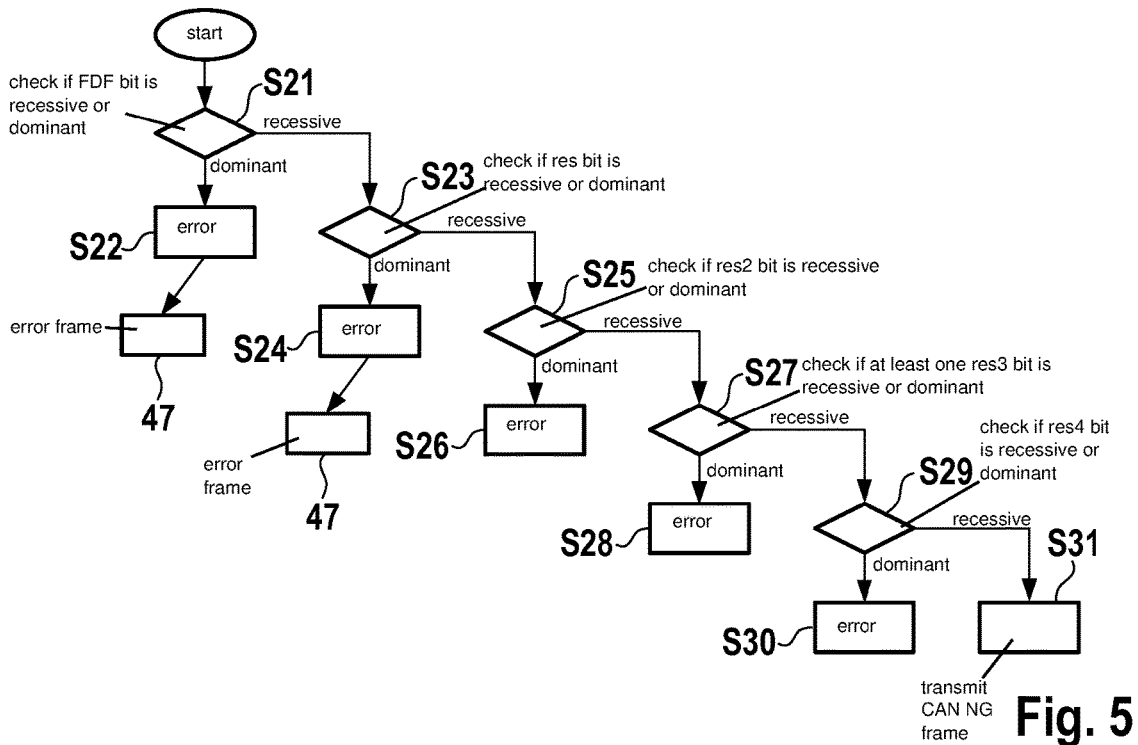 start
check if FDF bit is
recessive or
dominant
S21
recessive
dominant
check if res bit is
recessive or dominant
S23
recessive
dominant
error
S22
error frame
47
check if res2 bit is recessive
or dominant
S25
recessive
dominant
error
S24
error
frame
47
check if at least one res3 bit is
recessive or dominant
S27
recessive
dominant
error
S26
check if res4 bit
is recessive or
dominant
S29
recessive
dominant
error
S28
S31
error
S30
transmit
CAN NG
frame
Fig. 5